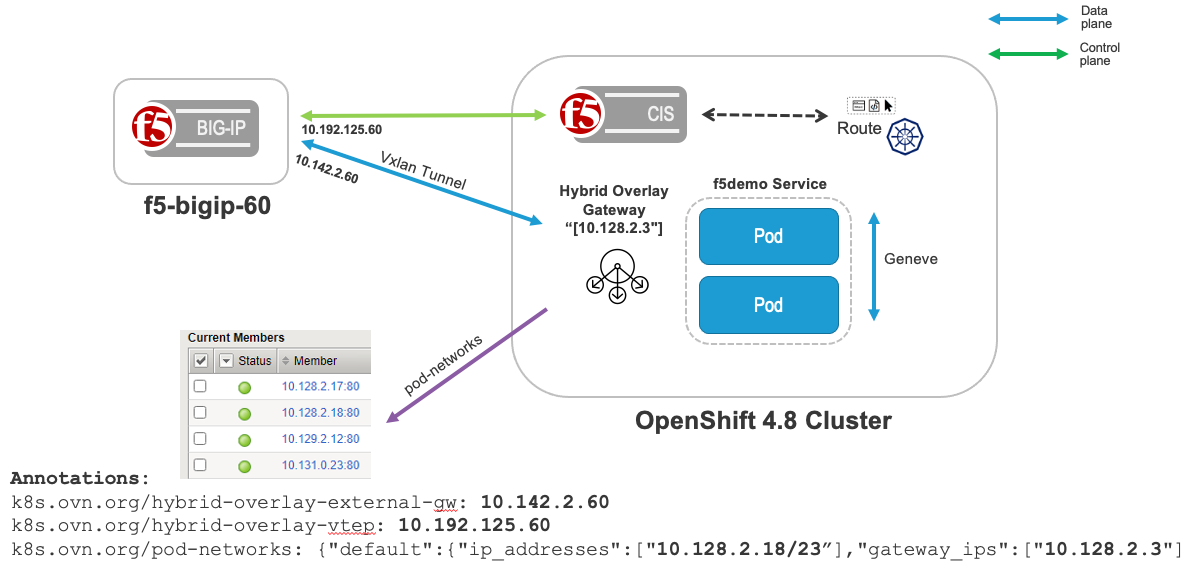 Data
plane
Control
plane
f5
BIG-IP
f5-bigip-60
10.192.125.60
10.142.2.60
Vxlan Tunnel
f5
CIS
Route
Hybrid Overlay
Gateway
“[10.128.2.3"]
f5demo Service
Pod
Pod
Geneve
pod-networks
OpenShift 4.8 Cluster
Current Members
Status Member
10.128.2.17:80
10.128.2.18:80
10.129.2.12:80
10.131.0.23:80
Annotations:
k8s.ovn.org/hybrid-overlay-external-gw: 10.142.2.60
k8s.ovn.org/hybrid-overlay-vtep: 10.192.125.60
k8s.ovn.org/pod-networks: {"default":{"ip_addresses":["10.128.2.18/23”],"gateway_ips":["10.128.2.3"]